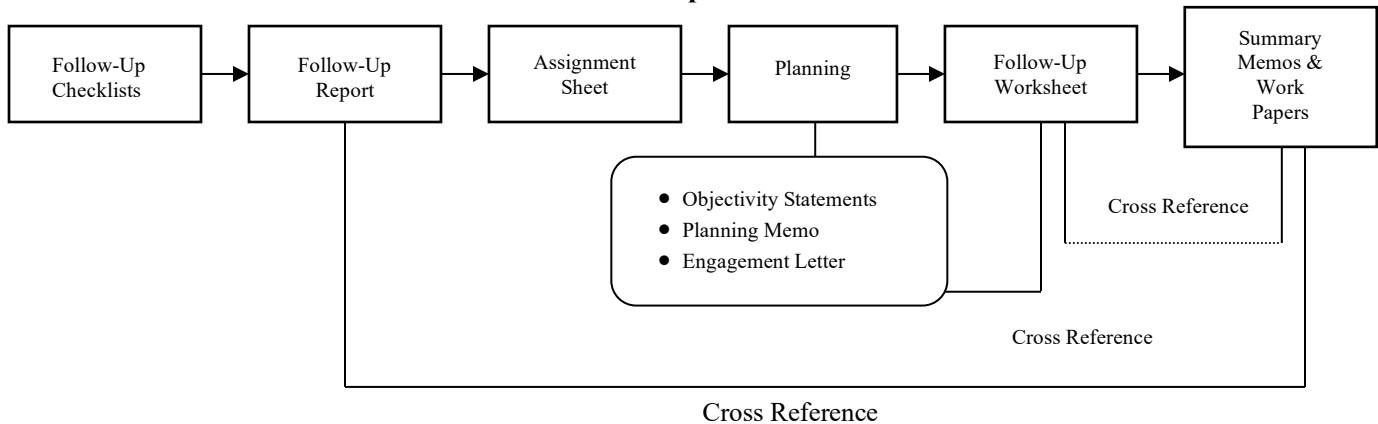 Follow-Up
Checklists
Follow-Up
Report
Assignment
Sheet
Planning
Follow-Up
Worksheet
Summary
Memos &
Work
Papers
● Objectivity Statements
● Planning Memo
● Engagement Letter
Cross Reference
Cross Reference
Cross Reference